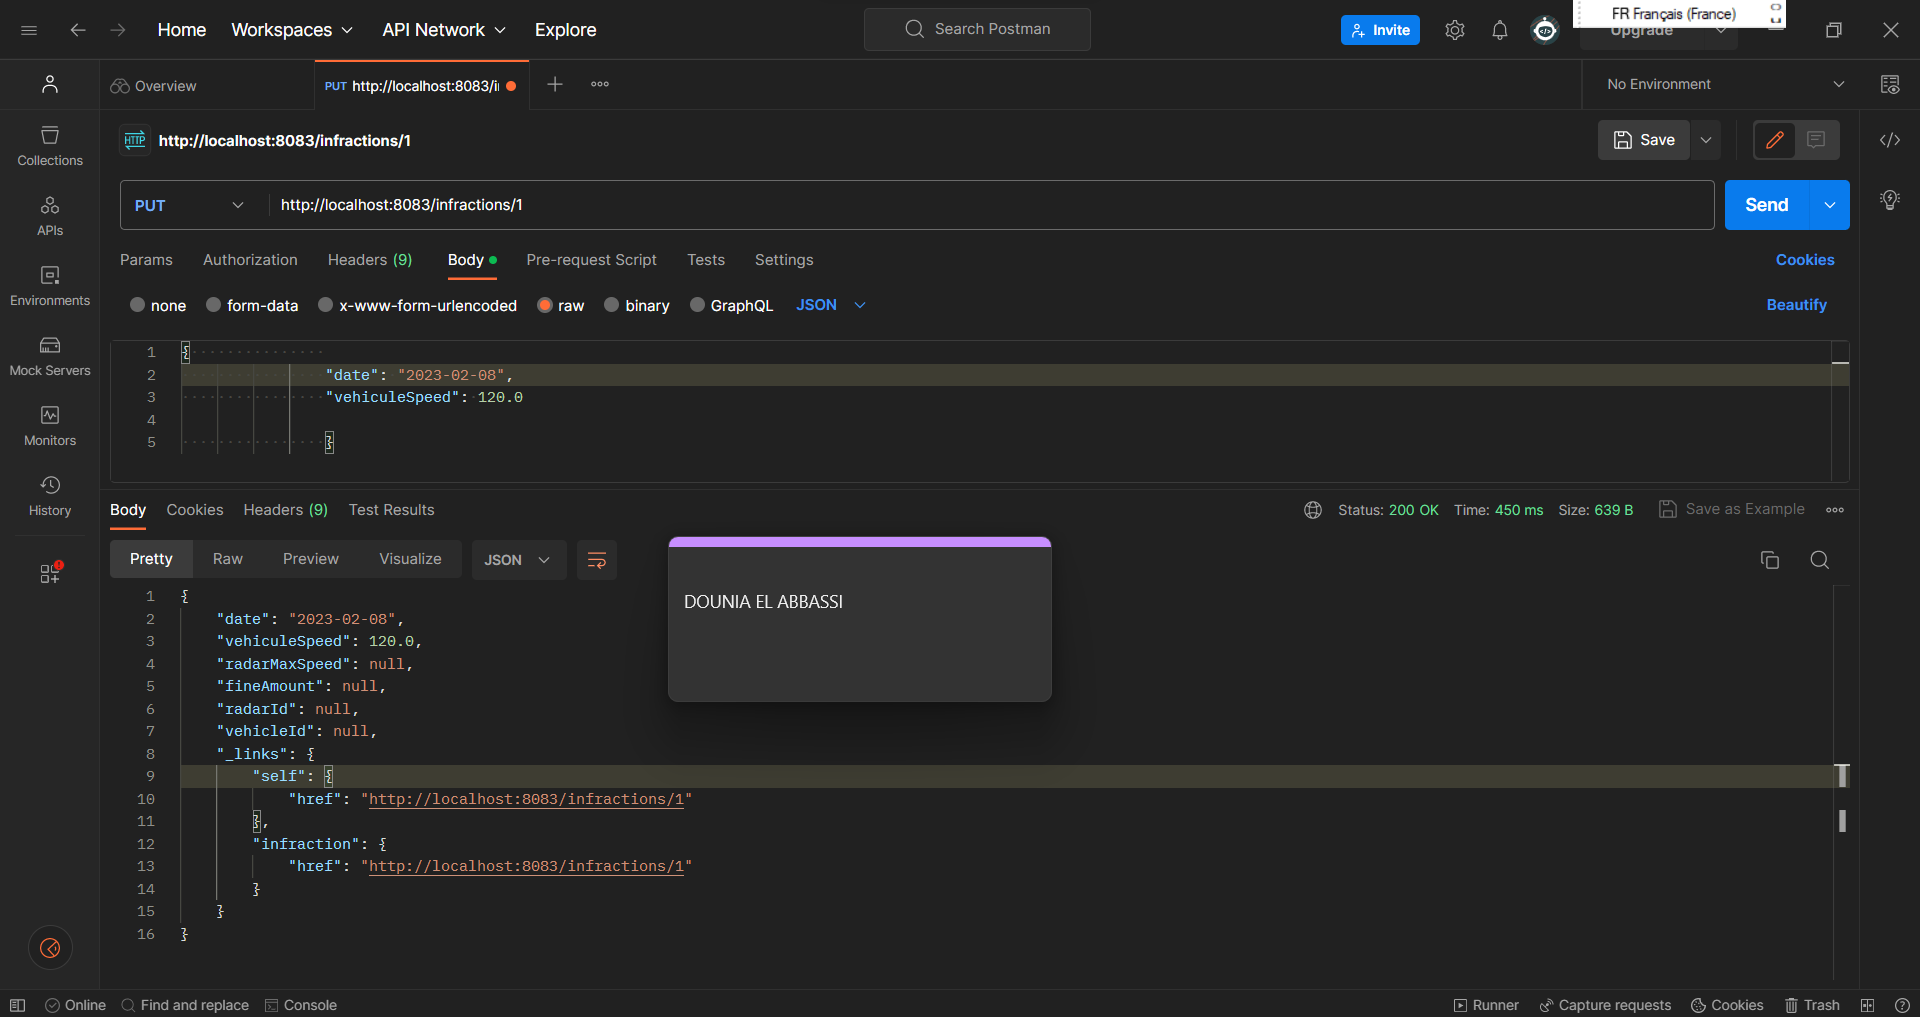 Home Workspaces API Network Explore Search Postman Invite Upgrade
FR Français (France)
Overview PUT http://localhost:8083/i No Environment
HTTP http://localhost:8083/infractions/1 Save
PUT http://localhost:8083/infractions/1 Send
Params Authorization Headers (9) Body Pre-request Script Tests Settings Cookies
none form-data x-www-form-urlencoded raw binary GraphQL JSON Beautify
Collections
APIs
Environments
Mock Servers
Monitors
History
1 {
2 "date": "2023-02-08",
3 "vehiculeSpeed": 120.0
4
5 }
Body Cookies Headers (9) Test Results Status: 200 OK Time: 450 ms Size: 639 B Save as Example
Pretty Raw Preview Visualize JSON
DOUNIA EL ABBASSI
1 {
2 "date": "2023-02-08",
3 "vehiculeSpeed": 120.0,
4 "radarMaxSpeed": null,
5 "fineAmount": null,
6 "radarId": null,
7 "vehicleId": null,
8 "_links": {
9 "self": {
10 "href": "http://localhost:8083/infractions/1"
11 },
12 "infraction": {
13 "href": "http://localhost:8083/infractions/1"
14 }
15 }
16 }
Online Find and replace Console Runner Capture requests Cookies Trash